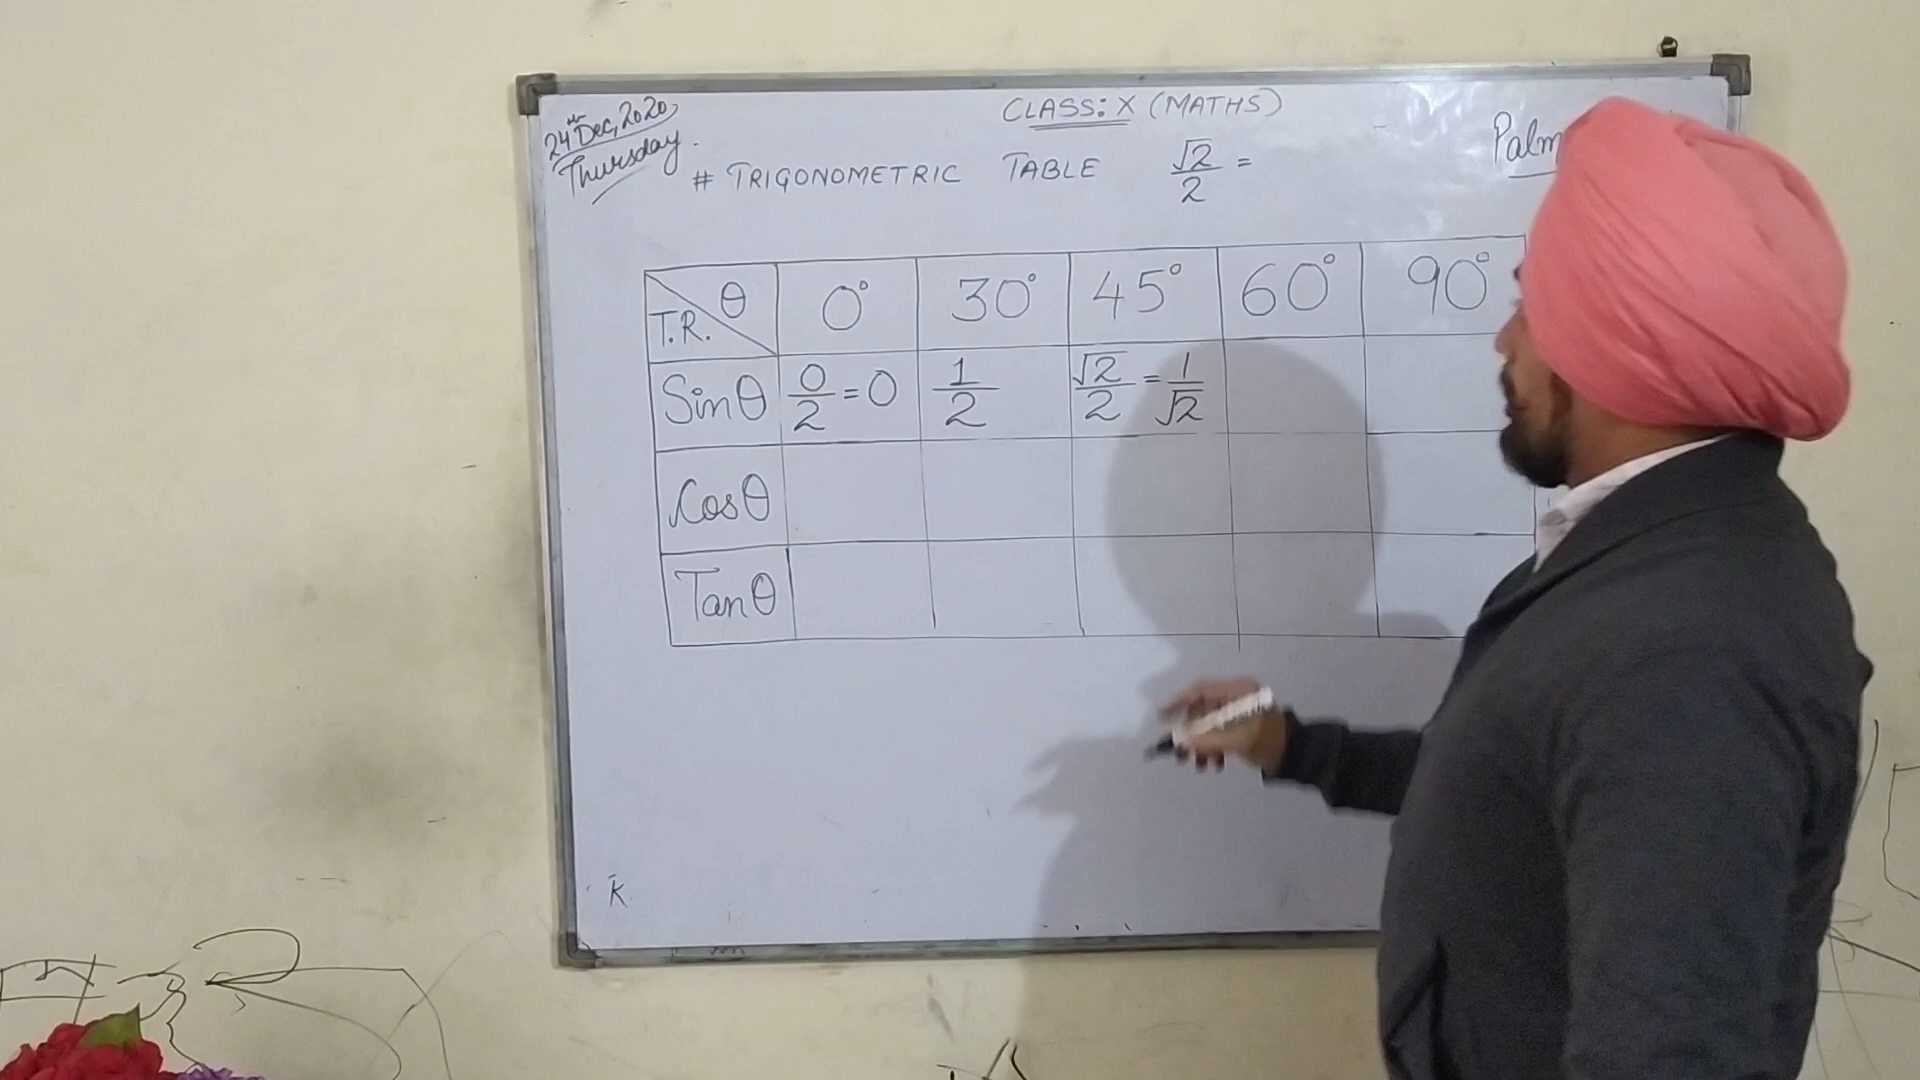 24th Dec, 2020,
Thursday.
CLASS: X (MATHS)
Palm
# TRIGONOMETRIC TABLE √2/2 =
θ T.R. 0° 30° 45° 60° 90°
Sinθ 0/2 = 0 1/2 √2/2 = 1/√2
Cosθ
Tanθ
K